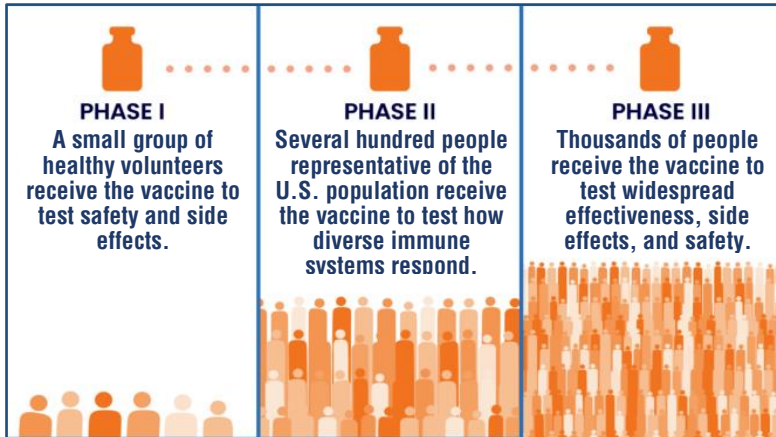 PHASE I
A small group of
healthy volunteers
receive the vaccine to
test safety and side
effects.
PHASE II
Several hundred people
representative of the
U.S. population receive
the vaccine to test how
diverse immune
systems respond.
PHASE III
Thousands of people
receive the vaccine to
test widespread
effectiveness, side
effects, and safety.